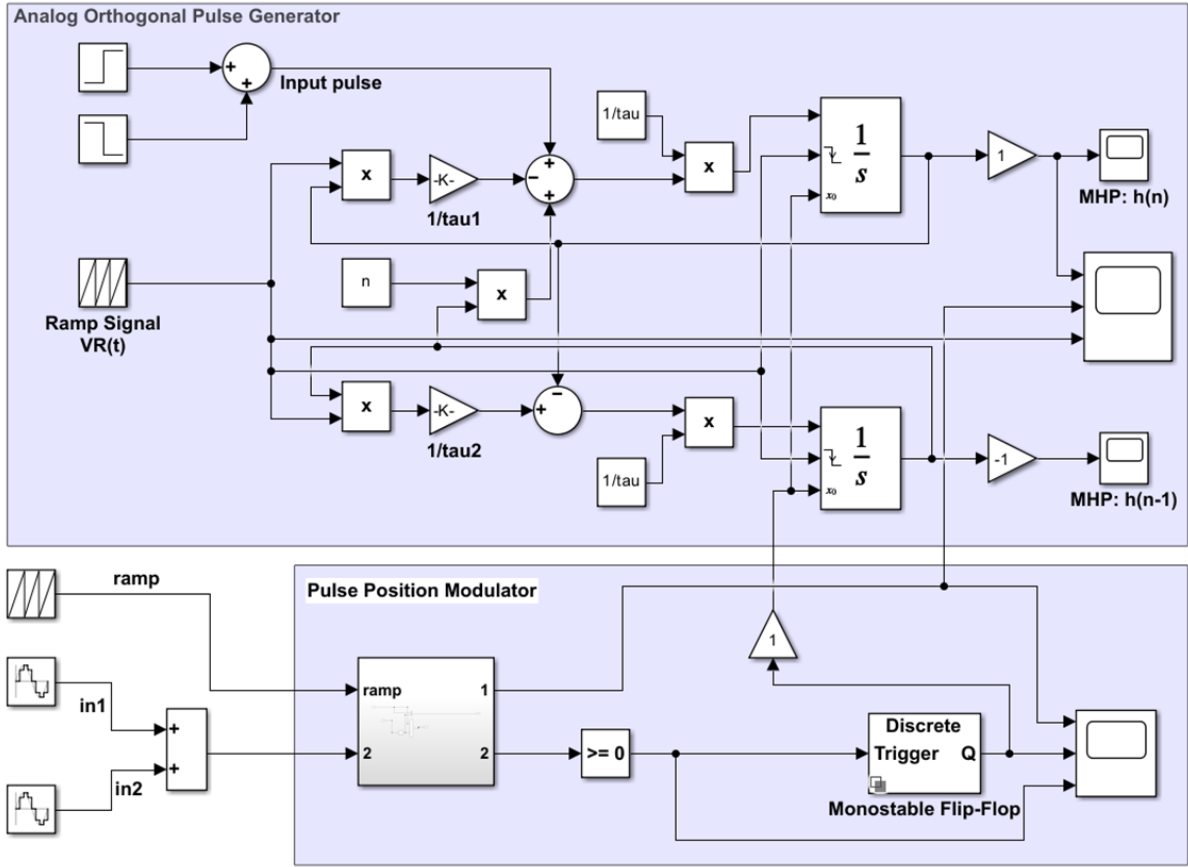 Analog Orthogonal Pulse Generator
+
+
Input pulse
1/tau
x
-K-
1/tau1
+
−
+
x
1
s
x0
1
MHP: h(n)
n
x
Ramp Signal
VR(t)
x
-K-
1/tau2
−
+
x
1/tau
1
s
x0
-1
MHP: h(n-1)
ramp
Pulse Position Modulator
1
in1
ramp
1
+
+
2
2
>= 0
Discrete
Trigger
Q
in2
Monostable Flip-Flop